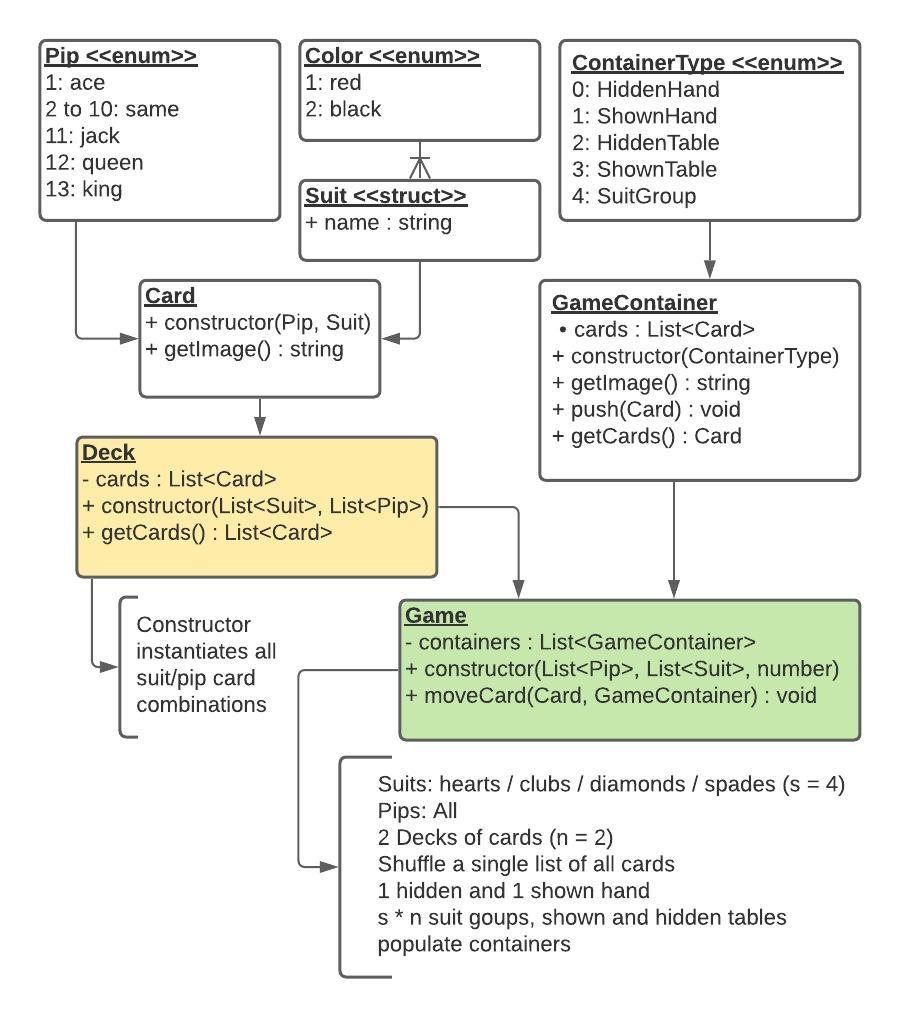 Pip <<enum>>
1: ace
2 to 10: same
11: jack
12: queen
13: king
Color <<enum>>
1: red
2: black
ContainerType <<enum>>
0: HiddenHand
1: ShownHand
2: HiddenTable
3: ShownTable
4: SuitGroup
Suit <<struct>>
+ name : string
Card
+ constructor(Pip, Suit)
+ getImage() : string
GameContainer
• cards : List<Card>
+ constructor(ContainerType)
+ getImage() : string
+ push(Card) : void
+ getCards() : Card
Deck
- cards : List<Card>
+ constructor(List<Suit>, List<Pip>)
+ getCards() : List<Card>
Constructor
instantiates all
suit/pip card
combinations
Game
- containers : List<GameContainer>
+ constructor(List<Pip>, List<Suit>, number)
+ moveCard(Card, GameContainer) : void
Suits: hearts / clubs / diamonds / spades (s = 4)
Pips: All
2 Decks of cards (n = 2)
Shuffle a single list of all cards
1 hidden and 1 shown hand
s * n suit goups, shown and hidden tables
populate containers